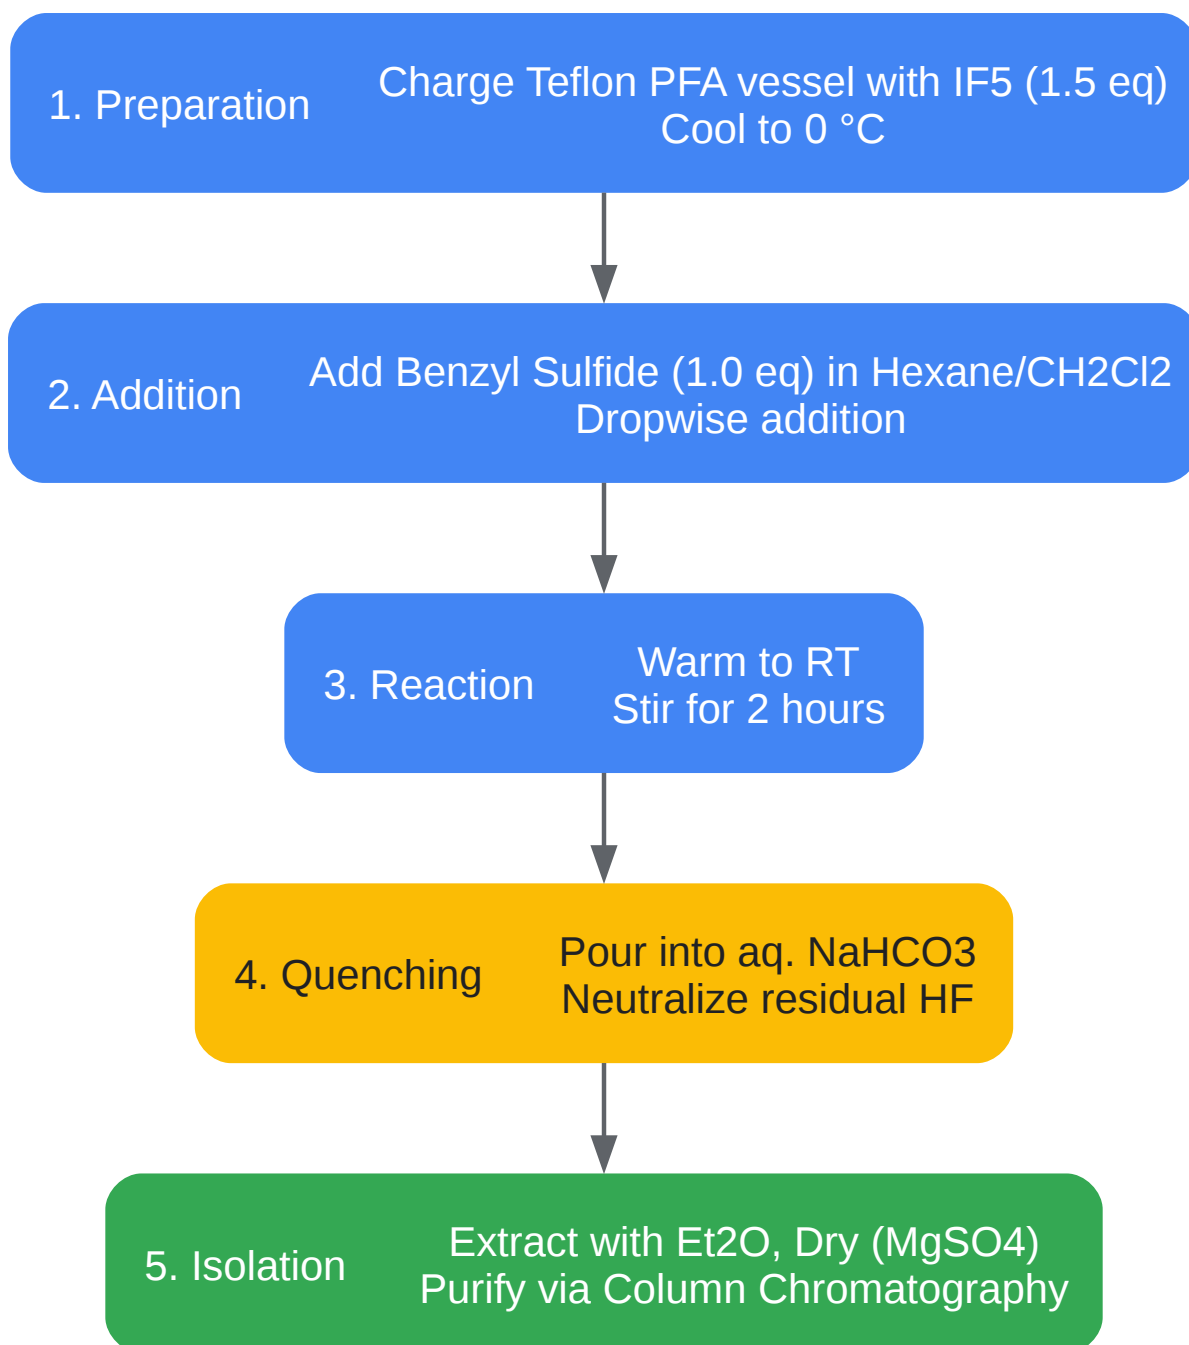 1. Preparation
Charge Teflon PFA vessel with IF5 (1.5 eq)
Cool to 0 °C
2. Addition
Add Benzyl Sulfide (1.0 eq) in Hexane/CH2Cl2
Dropwise addition
3. Reaction
Warm to RT
Stir for 2 hours
4. Quenching
Pour into aq. NaHCO3
Neutralize residual HF
5. Isolation
Extract with Et2O, Dry (MgSO4)
Purify via Column Chromatography